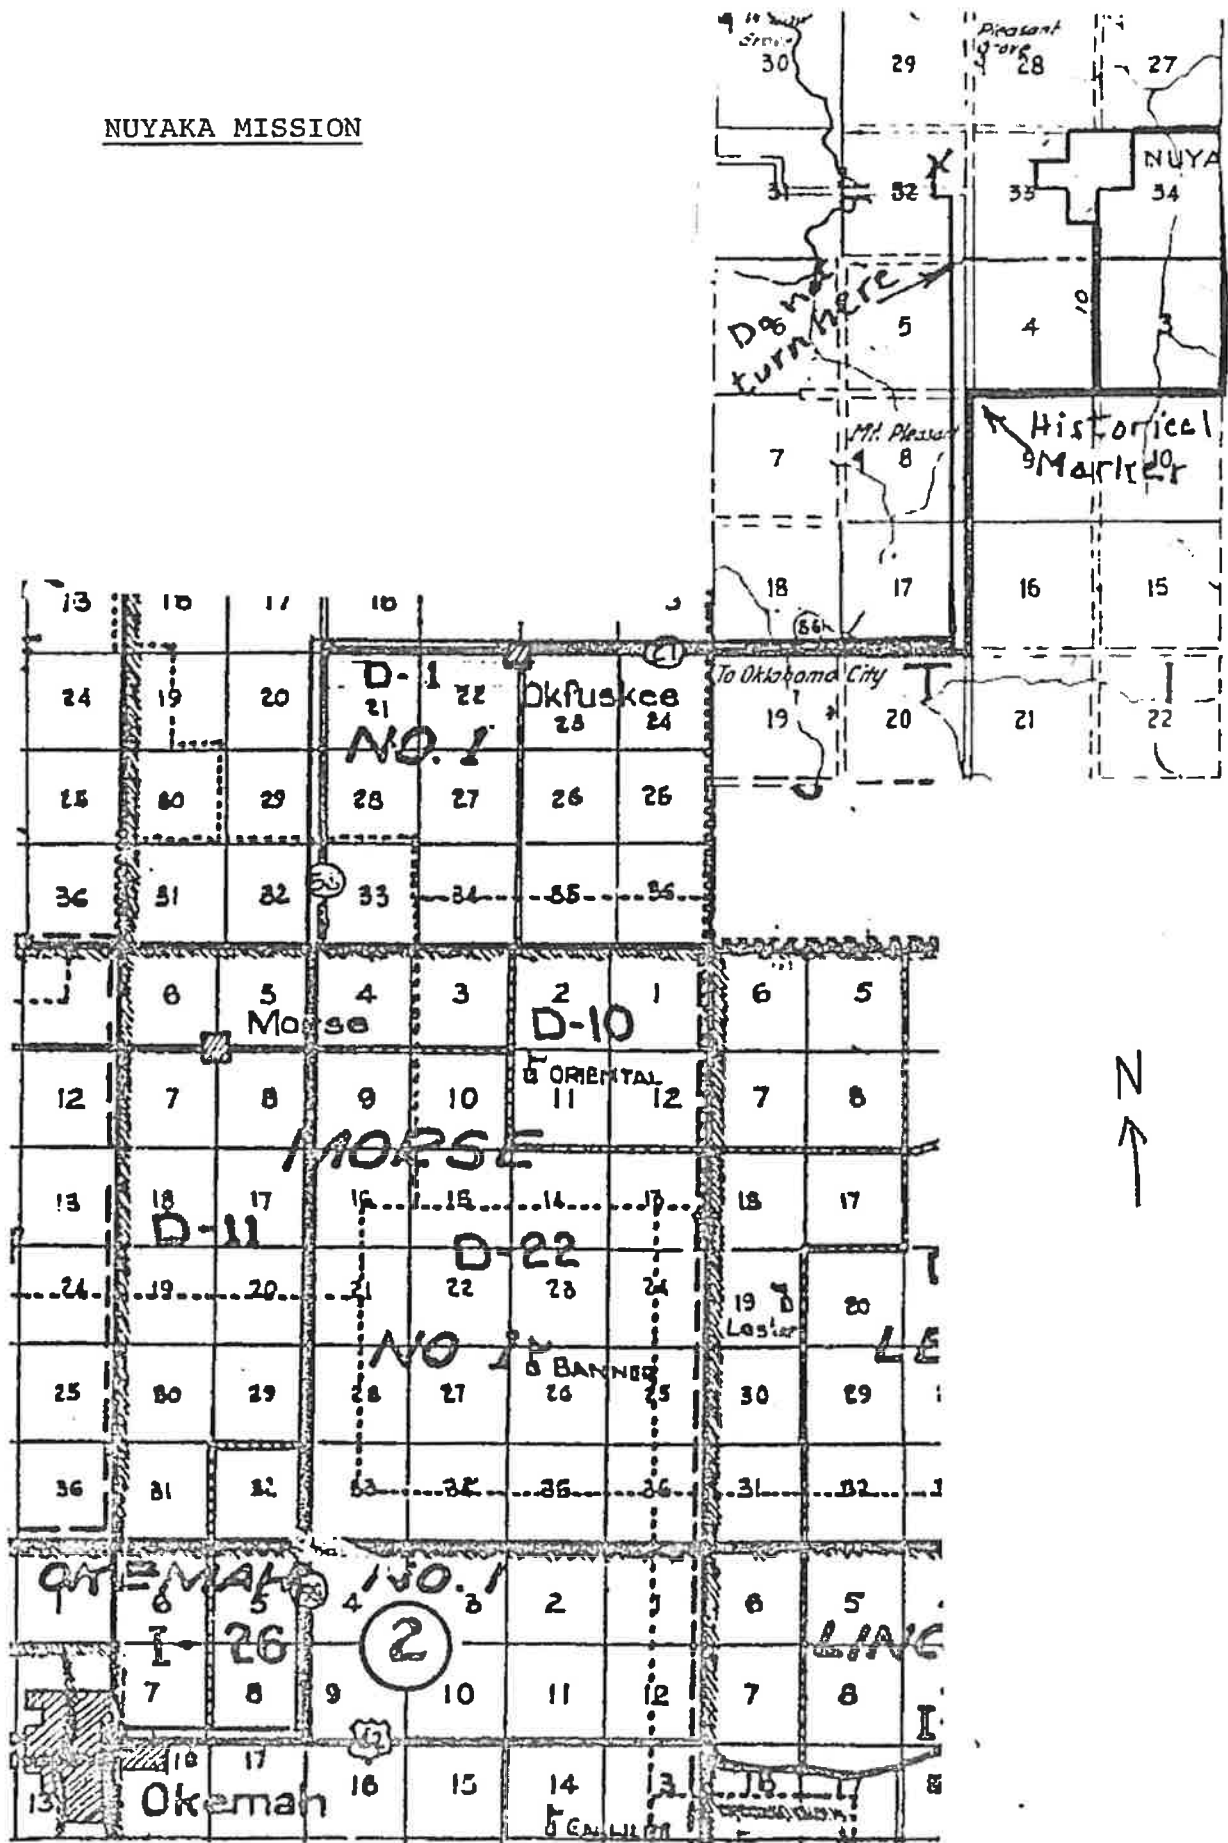 NUYAKA MISSION
Pleasant
Grove
30 29 28 27
NUYA
31 32 33 34
X
Do not
turn here
6 5 4 10 3
Historical
Marker
Mt. Pleasant
7 8 9 10
18 17 16 15
To Oklahoma City
19 20 21 22
13 18 17 16
D-1
Okfuskee
24 19 20 21 22 23 24
NO. 1
25 30 29 28 27 26 25
36 31 32 33 34 35 36
6 5 4 3 2 1 6 5
Morse
D-10
ORIENTAL
12 7 8 9 10 11 12 7 8
MORSE
13 18 17 16 15 14 13 18 17
D-11
D-22
24 19 20 21 22 23 24 19 20
Lester
NO
BANNER
LE
25 30 29 28 27 26 25 30 29
36 31 32 33 34 35 36 31 32
OKEMAH NO. 1
1 6 5 4 3 2 1 6 5
I-26
2
LINC
7 8 9 10 11 12 7 8
I
62
18 17 16 15 14
13
Okemah
N